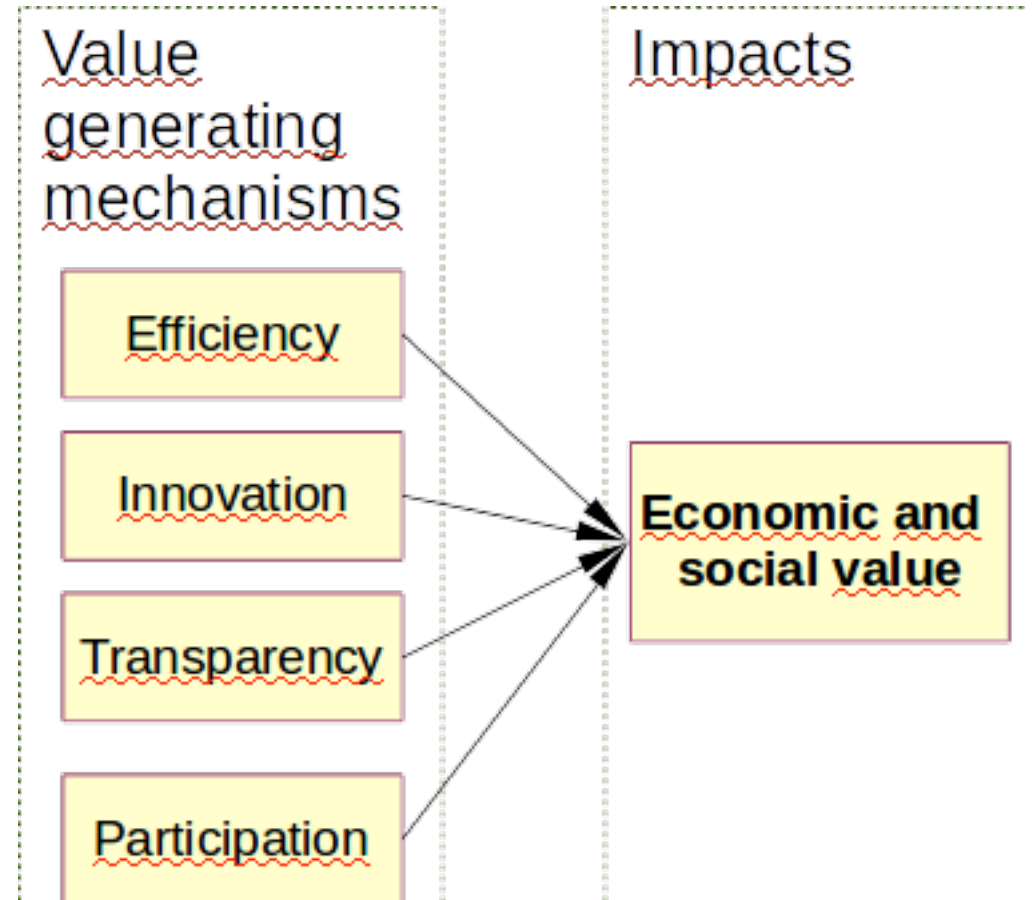 Value
generating
mechanisms
Efficiency
Innovation
Transparency
Participation
Impacts
Economic and
social value